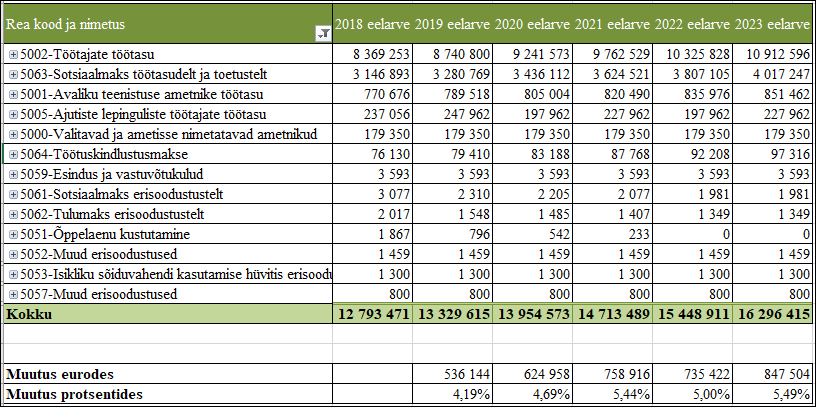 Rea kood ja nimetus 2018 eelarve 2019 eelarve 2020 eelarve 2021 eelarve 2022 eelarve 2023 eelarve
5002-Töötajate töötasu 8 369 253 8 740 800 9 241 573 9 762 529 10 325 828 10 912 596
5063-Sotsiaalmaks töötasudelt ja toetustelt 3 146 893 3 280 769 3 436 112 3 624 521 3 807 105 4 017 247
5001-Avaliku teenistuse ametnike töötasu 770 676 789 518 805 004 820 490 835 976 851 462
5005-Ajutiste lepinguliste töötajate töötasu 237 056 247 962 197 962 227 962 197 962 227 962
5000-Valitavad ja ametisse nimetatavad ametnikud 179 350 179 350 179 350 179 350 179 350 179 350
5064-Töötuskindlustusmakse 76 130 79 410 83 188 87 768 92 208 97 316
5059-Esindus ja vastuvõtukulud 3 593 3 593 3 593 3 593 3 593 3 593
5061-Sotsiaalmaks erisoodustustelt 3 077 2 310 2 205 2 077 1 981 1 981
5062-Tulumaks erisoodustustelt 2 017 1 548 1 485 1 407 1 349 1 349
5051-Õppelaenu kustutamine 1 867 796 542 233 0 0
5052-Muud erisoodustused 1 459 1 459 1 459 1 459 1 459 1 459
5053-Isikliku sõiduvahendi kasutamise hüvitis erisoodu 1 300 1 300 1 300 1 300 1 300 1 300
5057-Muud erisoodustused 800 800 800 800 800 800
Kokku 12 793 471 13 329 615 13 954 573 14 713 489 15 448 911 16 296 415
Muutus eurodes 536 144 624 958 758 916 735 422 847 504
Muutus protsentides 4,19% 4,69% 5,44% 5,00% 5,49%